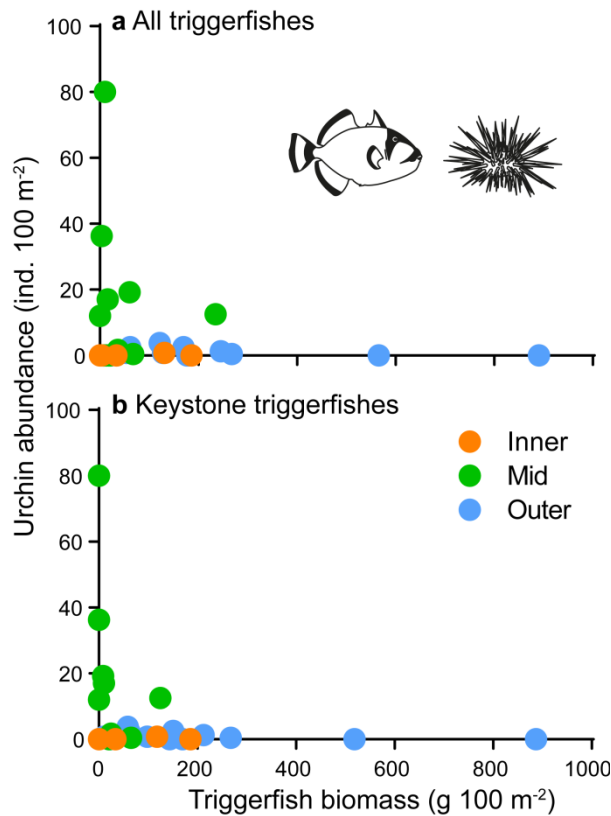 a All triggerfishes
100
80
60
40
20
0
Urchin abundance (ind. 100 m-2)
b Keystone triggerfishes
100
80
60
40
20
0
Inner
Mid
Outer
0 200 400 600 800 1000
Triggerfish biomass (g 100 m-2)